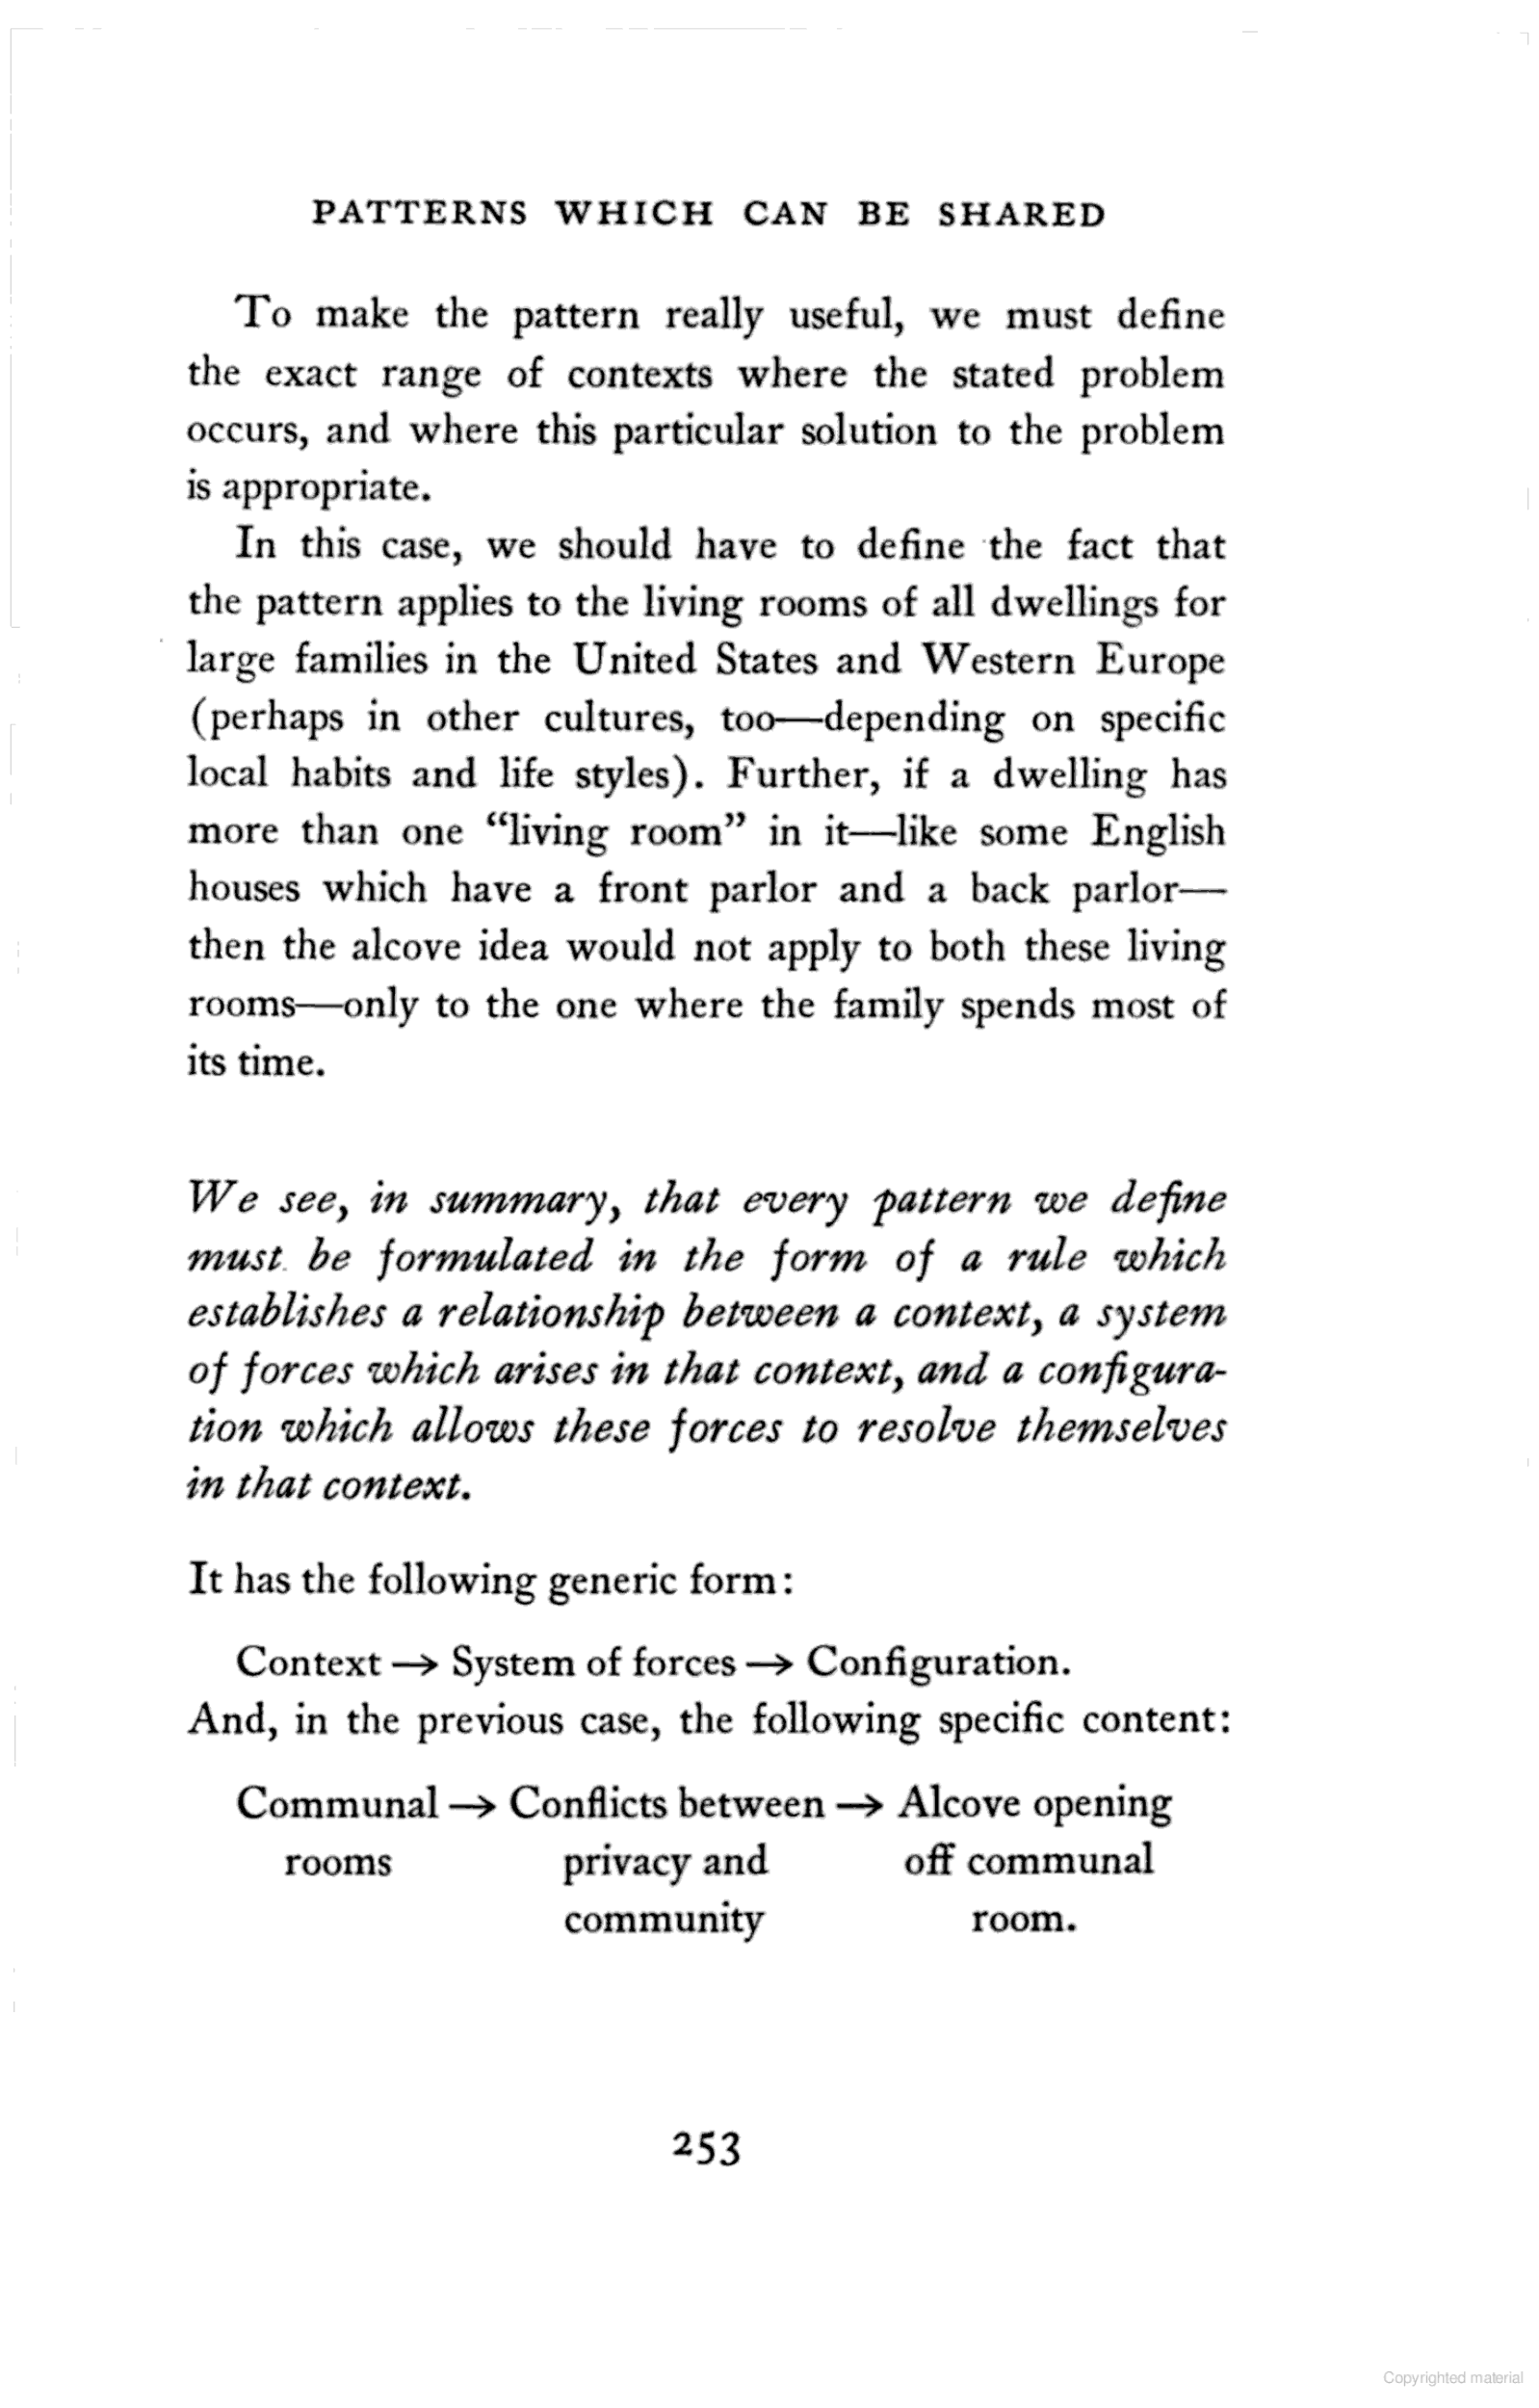 PATTERNS WHICH CAN BE SHARED
To make the pattern really useful, we must define
the exact range of contexts where the stated problem
occurs, and where this particular solution to the problem
is appropriate.
In this case, we should have to define the fact that
the pattern applies to the living rooms of all dwellings for
large families in the United States and Western Europe
(perhaps in other cultures, too—depending on specific
local habits and life styles). Further, if a dwelling has
more than one “living room” in it—like some English
houses which have a front parlor and a back parlor—
then the alcove idea would not apply to both these living
rooms—only to the one where the family spends most of
its time.
We see, in summary, that every pattern we define
must be formulated in the form of a rule which
establishes a relationship between a context, a system
of forces which arises in that context, and a configura-
tion which allows these forces to resolve themselves
in that context.
It has the following generic form:
Context → System of forces → Configuration.
And, in the previous case, the following specific content:
Communal → Conflicts between → Alcove opening
rooms privacy and off communal
community room.
253
Copyrighted material